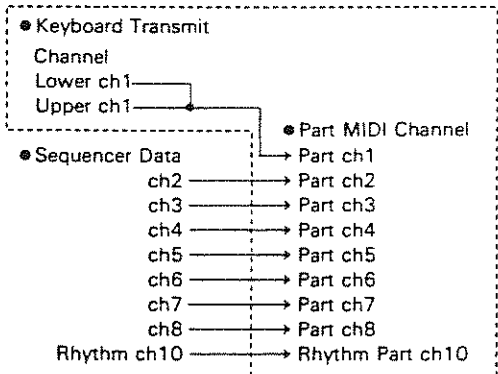 ● Keyboard Transmit
Channel
Lower ch1
Upper ch1
● Part MIDI Channel
● Sequencer Data
Part ch1
ch2 Part ch2
ch3 Part ch3
ch4 Part ch4
ch5 Part ch5
ch6 Part ch6
ch7 Part ch7
ch8 Part ch8
Rhythm ch10 Rhythm Part ch10